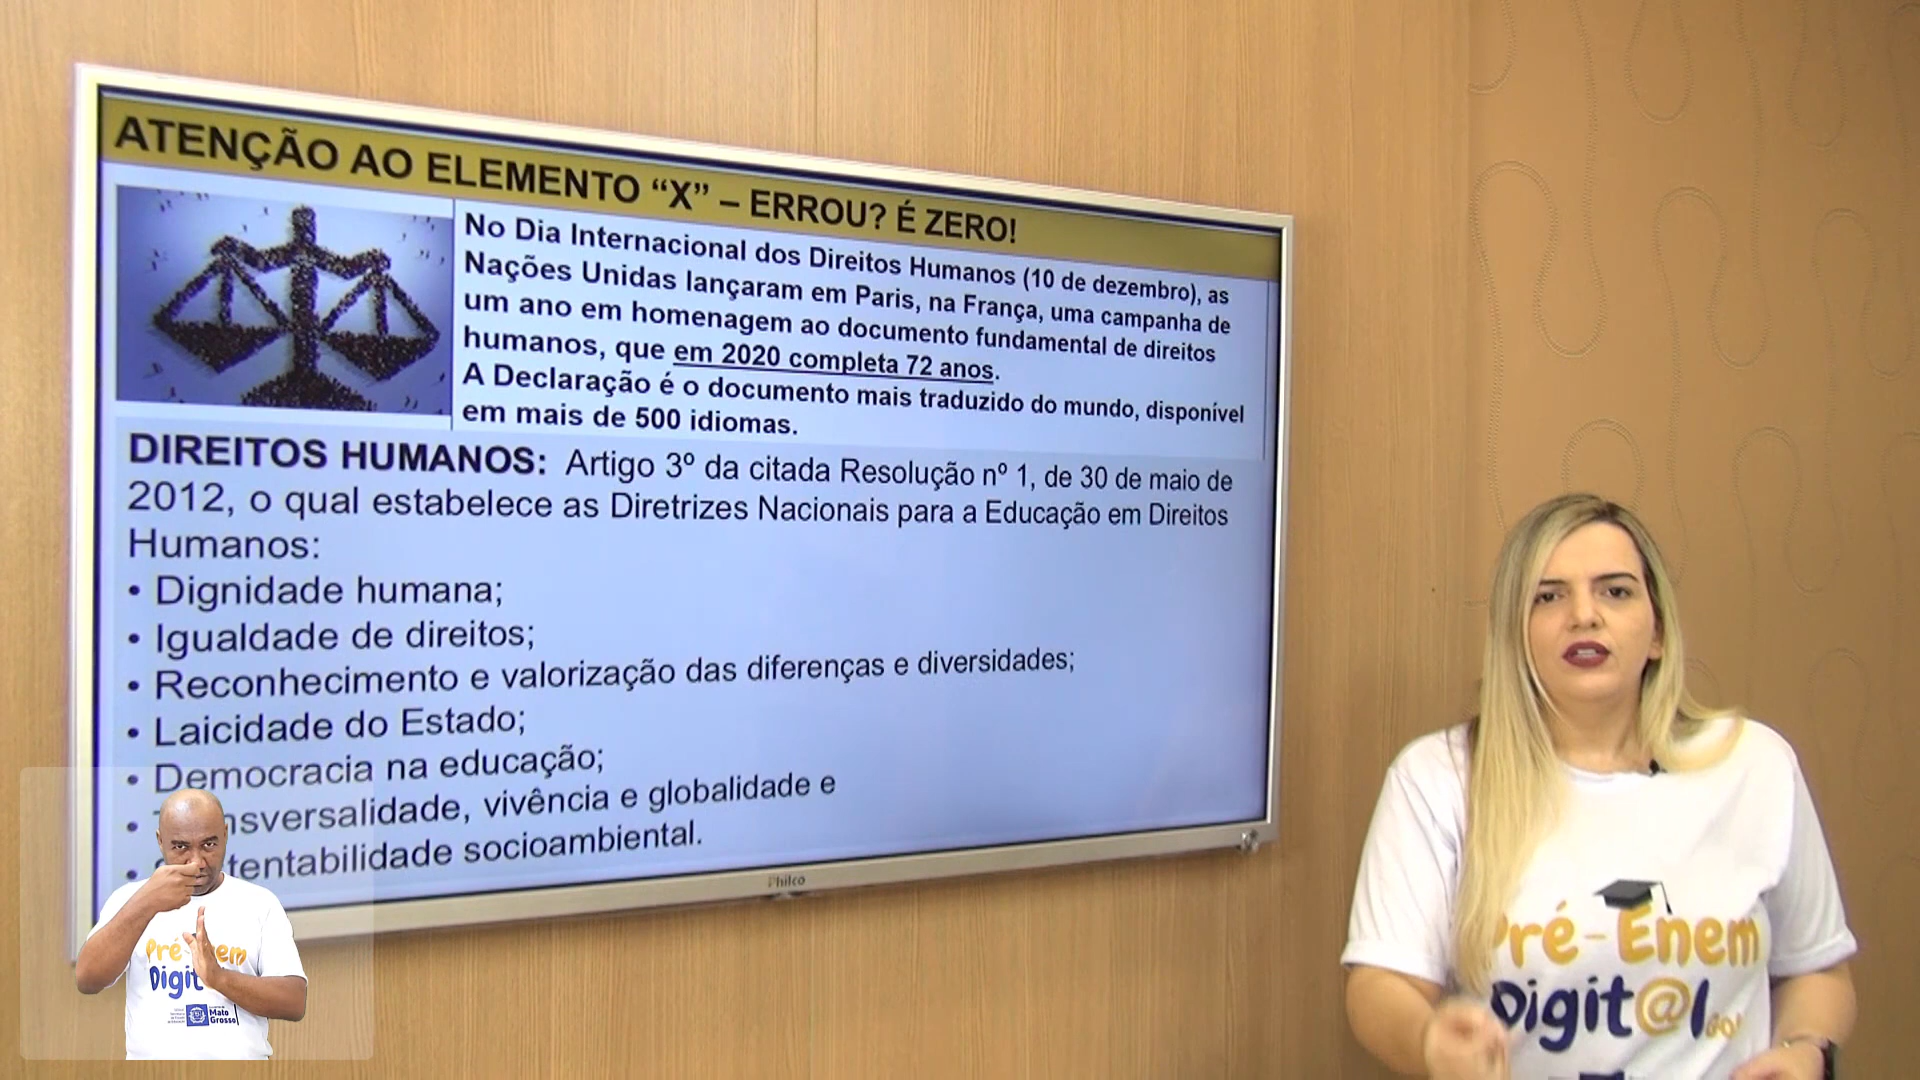 ATENÇÃO AO ELEMENTO “X” – ERROU? É ZERO!
No Dia Internacional dos Direitos Humanos (10 de dezembro), as
Nações Unidas lançaram em Paris, na França, uma campanha de
um ano em homenagem ao documento fundamental de direitos
humanos, que em 2020 completa 72 anos.
A Declaração é o documento mais traduzido do mundo, disponível
em mais de 500 idiomas.
DIREITOS HUMANOS: Artigo 3º da citada Resolução nº 1, de 30 de maio de
2012, o qual estabelece as Diretrizes Nacionais para a Educação em Direitos
Humanos:
• Dignidade humana;
• Igualdade de direitos;
• Reconhecimento e valorização das diferenças e diversidades;
• Laicidade do Estado;
• Democracia na educação;
• nsversalidade, vivência e globalidade e
• tentabilidade socioambiental.
Philco
Pré-Enem
Digit@l
GO!
Pré-Enem
Digit
Mato
Grosso